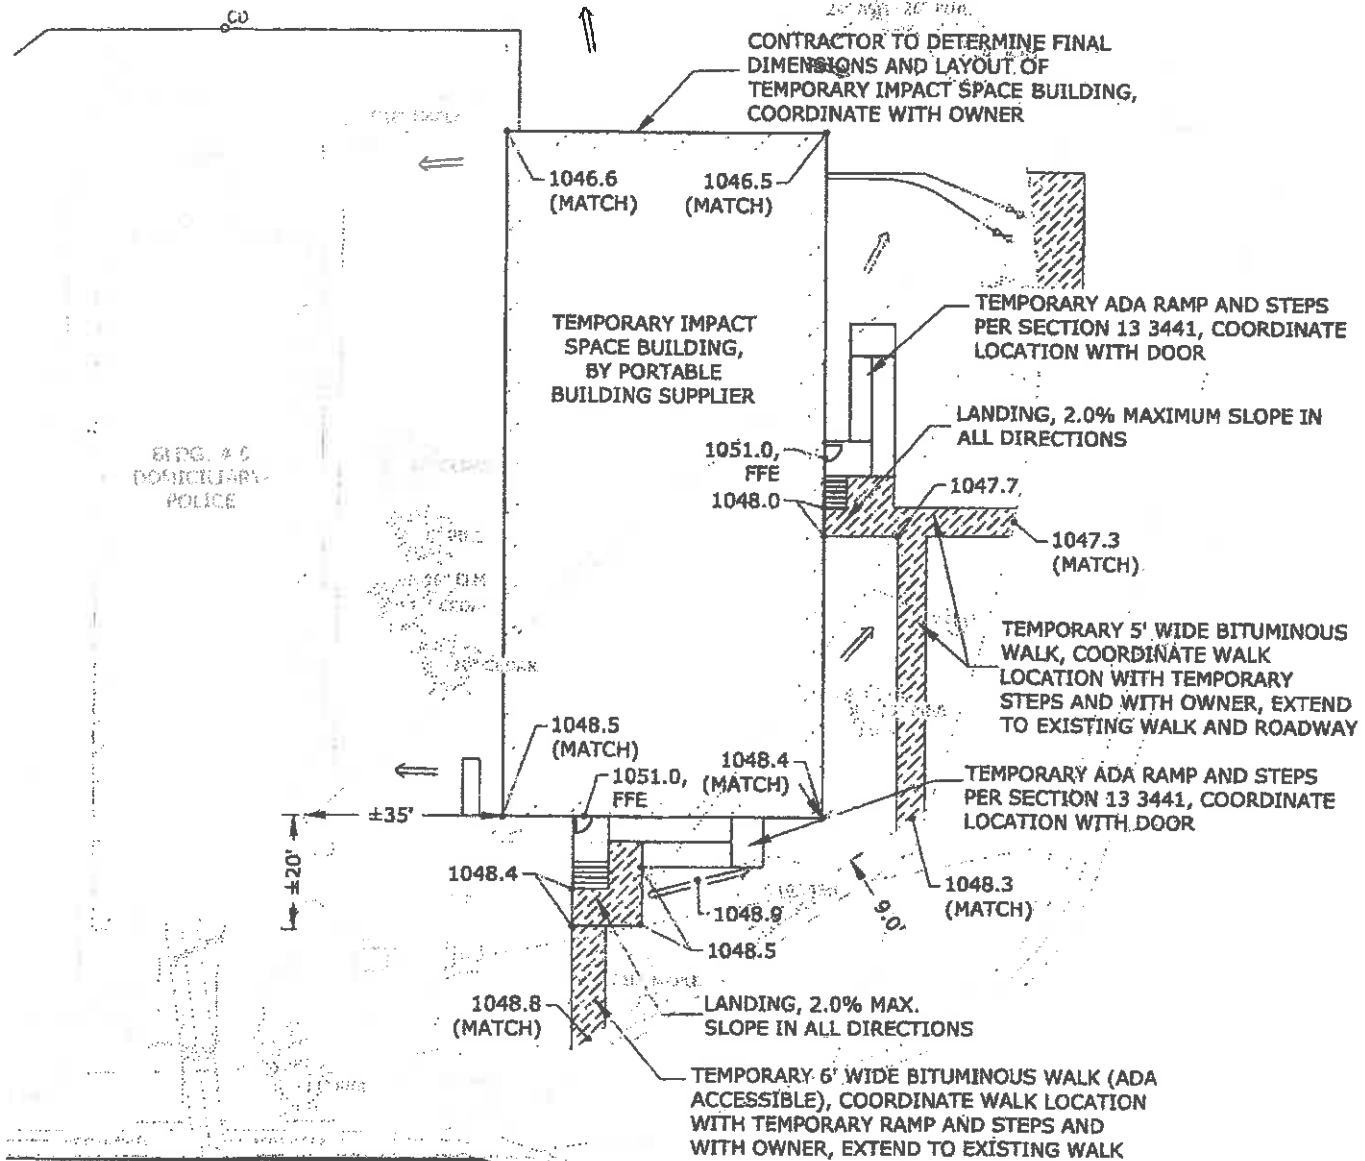 CO
CONTRACTOR TO DETERMINE FINAL
DIMENSIONS AND LAYOUT OF
TEMPORARY IMPACT SPACE BUILDING,
COORDINATE WITH OWNER
1046.6
(MATCH)
1046.5
(MATCH)
TEMPORARY ADA RAMP AND STEPS
PER SECTION 13 3441, COORDINATE
LOCATION WITH DOOR
TEMPORARY IMPACT
SPACE BUILDING,
BY PORTABLE
BUILDING SUPPLIER
LANDING, 2.0% MAXIMUM SLOPE IN
ALL DIRECTIONS
1051.0,
FFE
1048.0
1047.7
1047.3
(MATCH)
BLDG. # 6
DOMICILIARY-
POLICE
TEMPORARY 5' WIDE BITUMINOUS
WALK, COORDINATE WALK
LOCATION WITH TEMPORARY
STEPS AND WITH OWNER, EXTEND
TO EXISTING WALK AND ROADWAY
1048.5
(MATCH)
1051.0,
FFE
1048.4
(MATCH)
TEMPORARY ADA RAMP AND STEPS
PER SECTION 13 3441, COORDINATE
LOCATION WITH DOOR
±35'
±20'
1048.4
1048.9
1048.5
9.0'
1048.3
(MATCH)
1048.8
(MATCH)
LANDING, 2.0% MAX.
SLOPE IN ALL DIRECTIONS
TEMPORARY 6' WIDE BITUMINOUS WALK (ADA
ACCESSIBLE), COORDINATE WALK LOCATION
WITH TEMPORARY RAMP AND STEPS AND
WITH OWNER, EXTEND TO EXISTING WALK